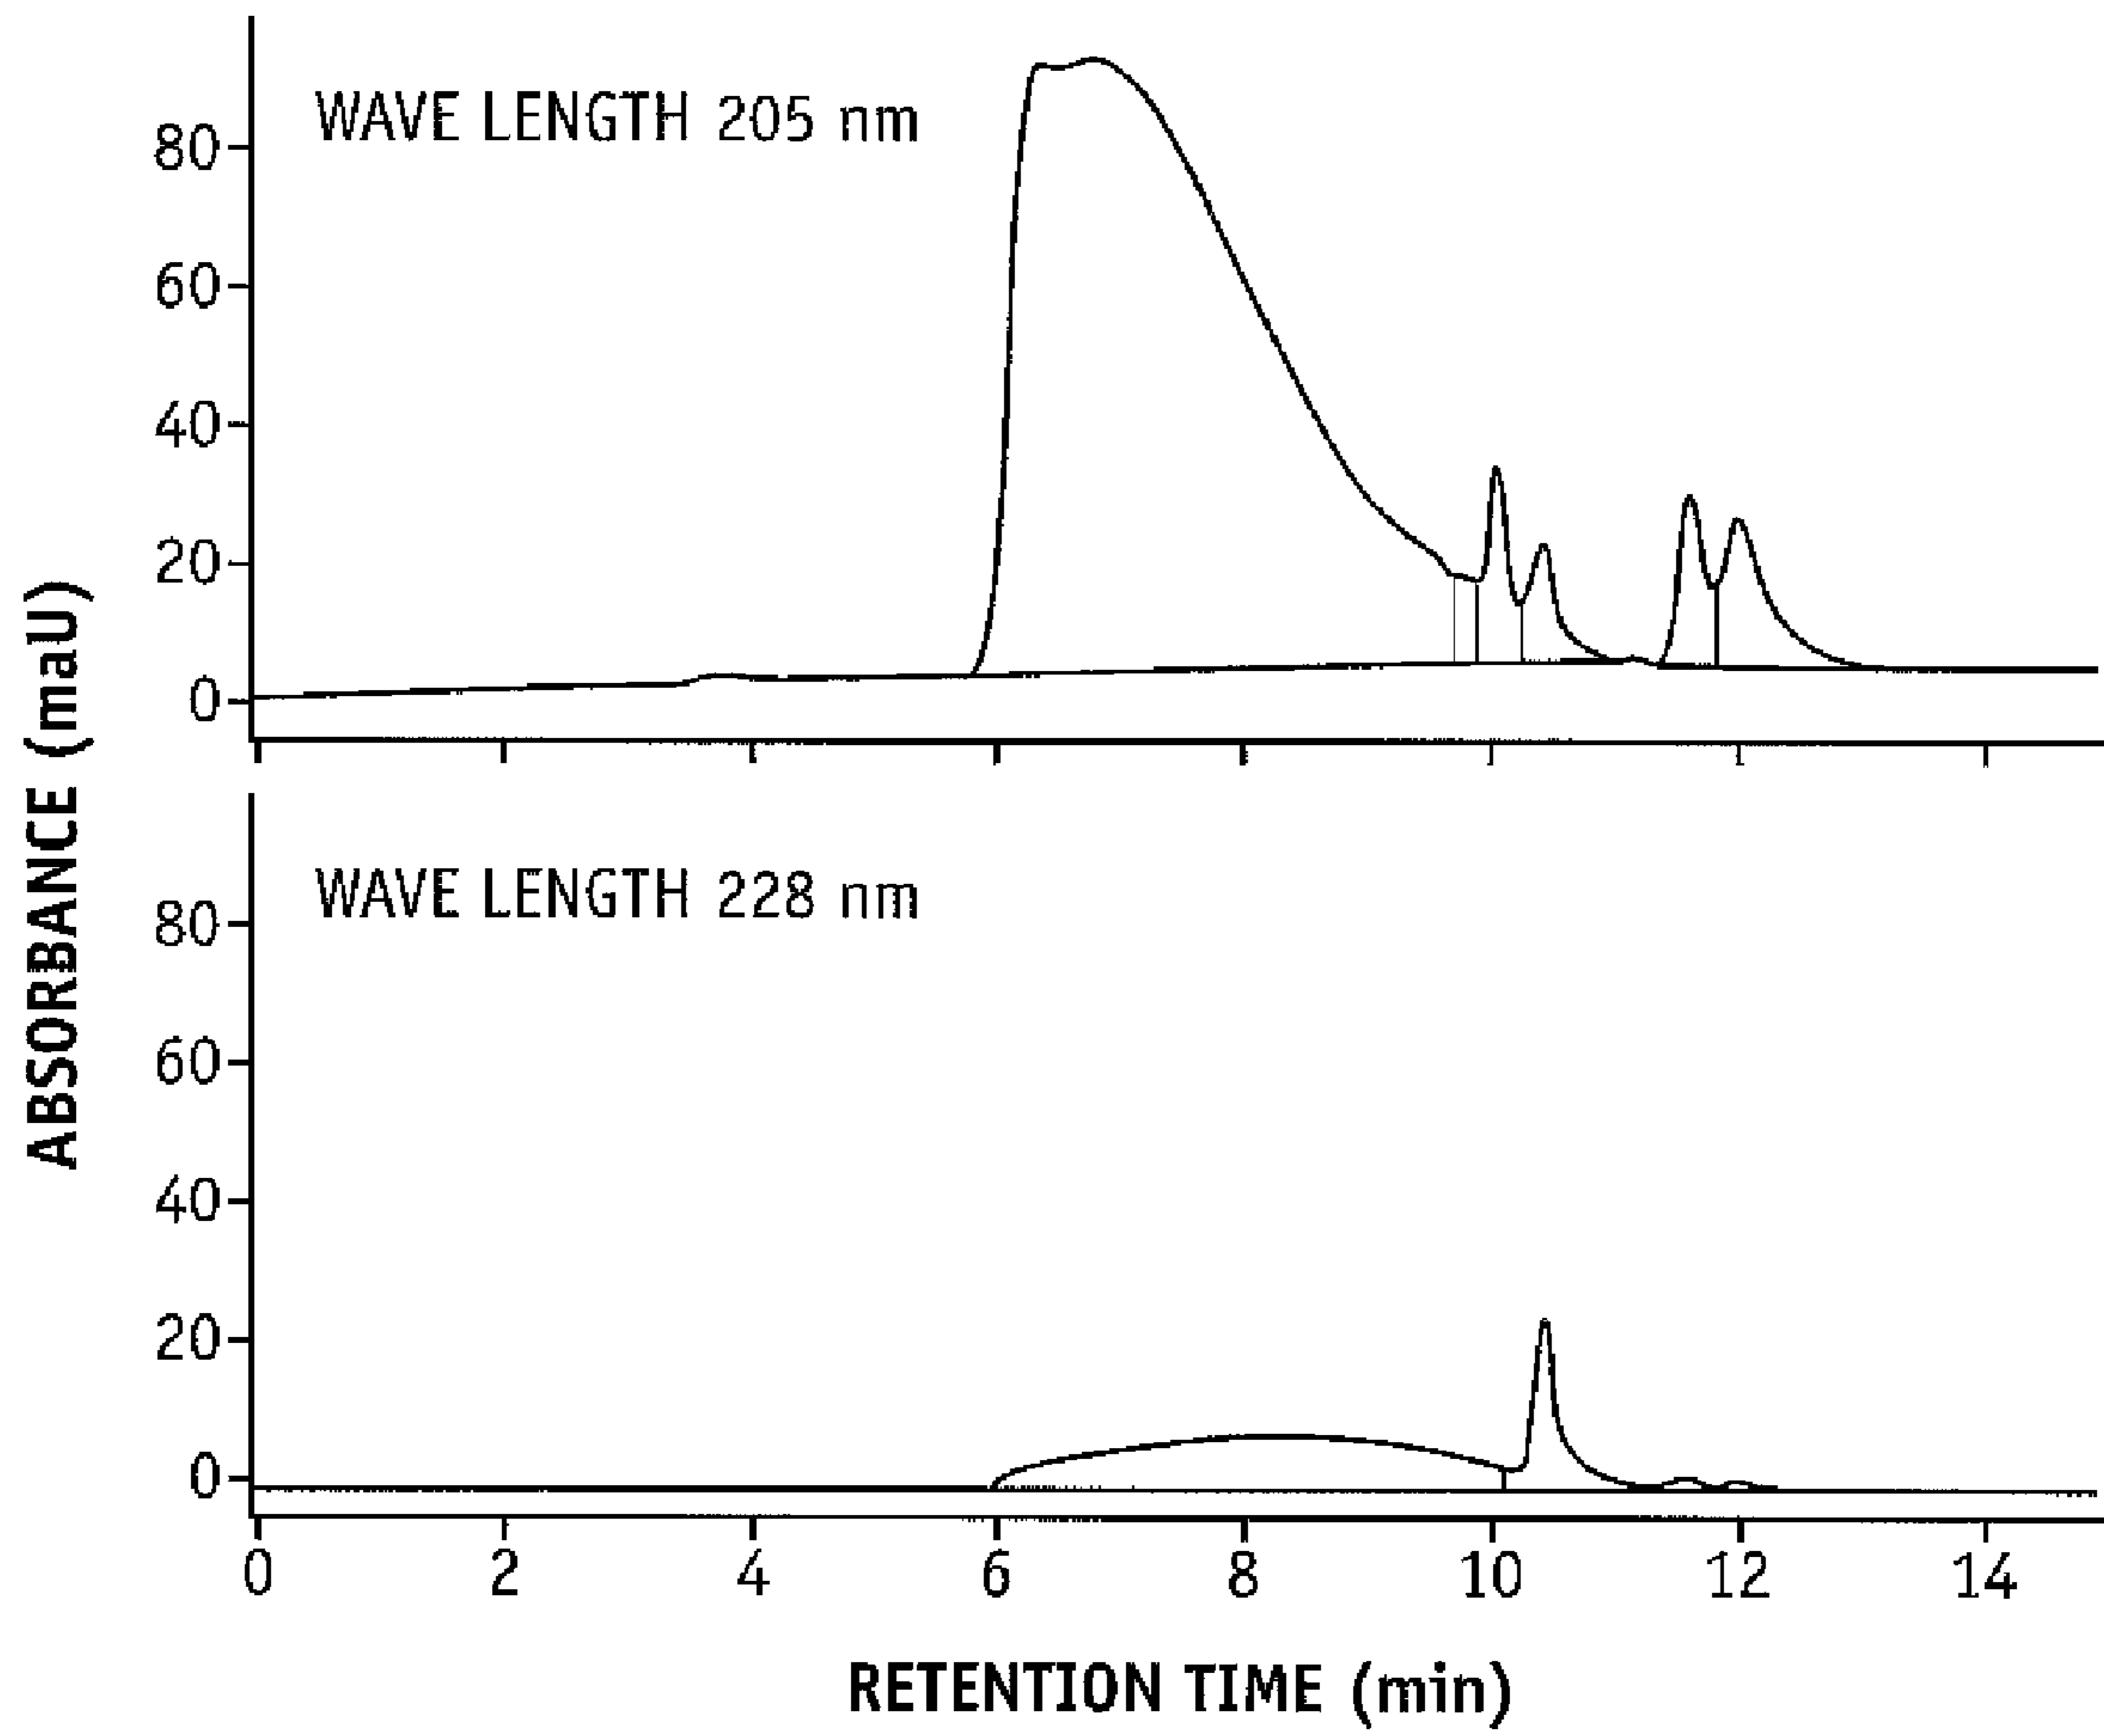 WAVE LENGTH 205 nm
80
60
40
20
0
ABSORBANCE (maU)
WAVE LENGTH 228 nm
80
60
40
20
0
0 2 4 6 8 10 12 14
RETENTION TIME (min)